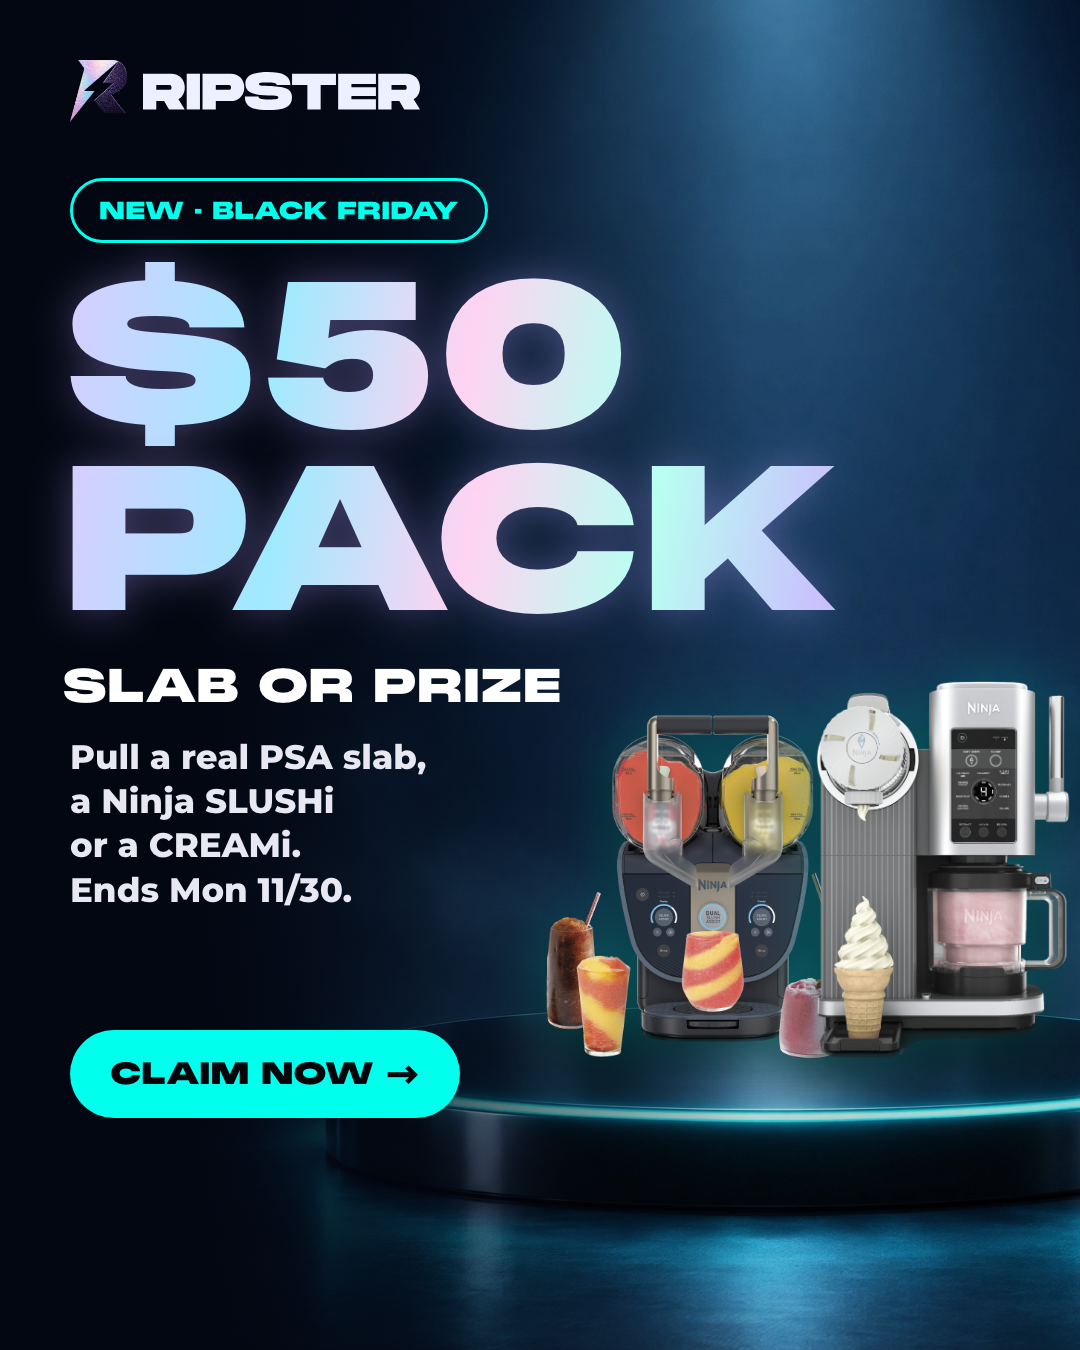 RIPSTER
NEW · BLACK FRIDAY
$50
PACK
SLAB OR PRIZE
Pull a real PSA slab,
a Ninja SLUSHi
or a CREAMi.
Ends Mon 11/30.
NINJA
NINJA
NINJA
DUAL
CLAIM NOW →